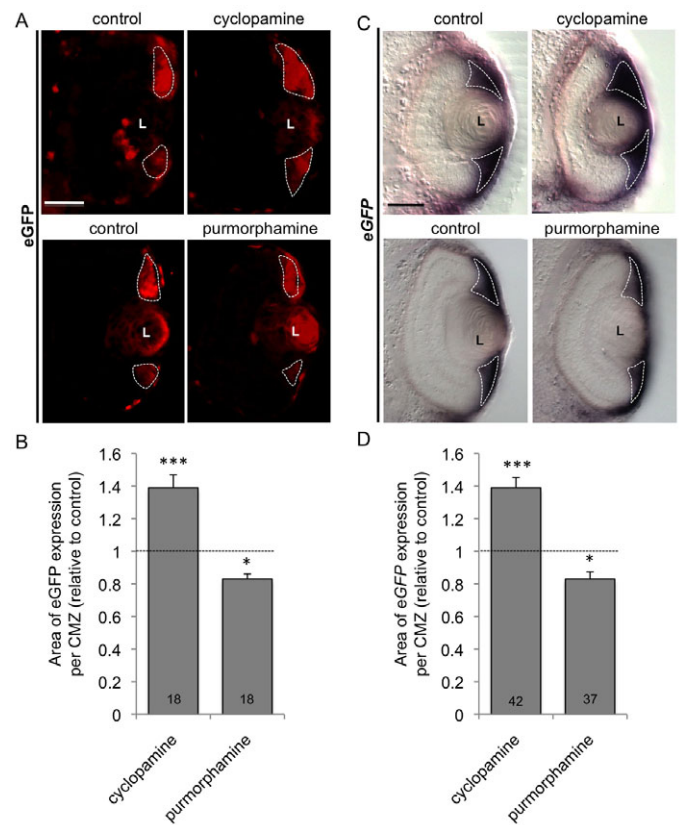 A
control
cyclopamine
eGFP
L
L
control
purmorphamine
L
L
B
Area of eGFP expression
per CMZ (relative to control)
1.6
1.4
1.2
1
0.8
0.6
0.4
0.2
0
***
*
18
18
cyclopamine
purmorphamine
C
control
cyclopamine
eGFP
L
L
control
purmorphamine
L
L
D
Area of eGFP expression
per CMZ (relative to control)
1.6
1.4
1.2
1
0.8
0.6
0.4
0.2
0
***
*
42
37
cyclopamine
purmorphamine